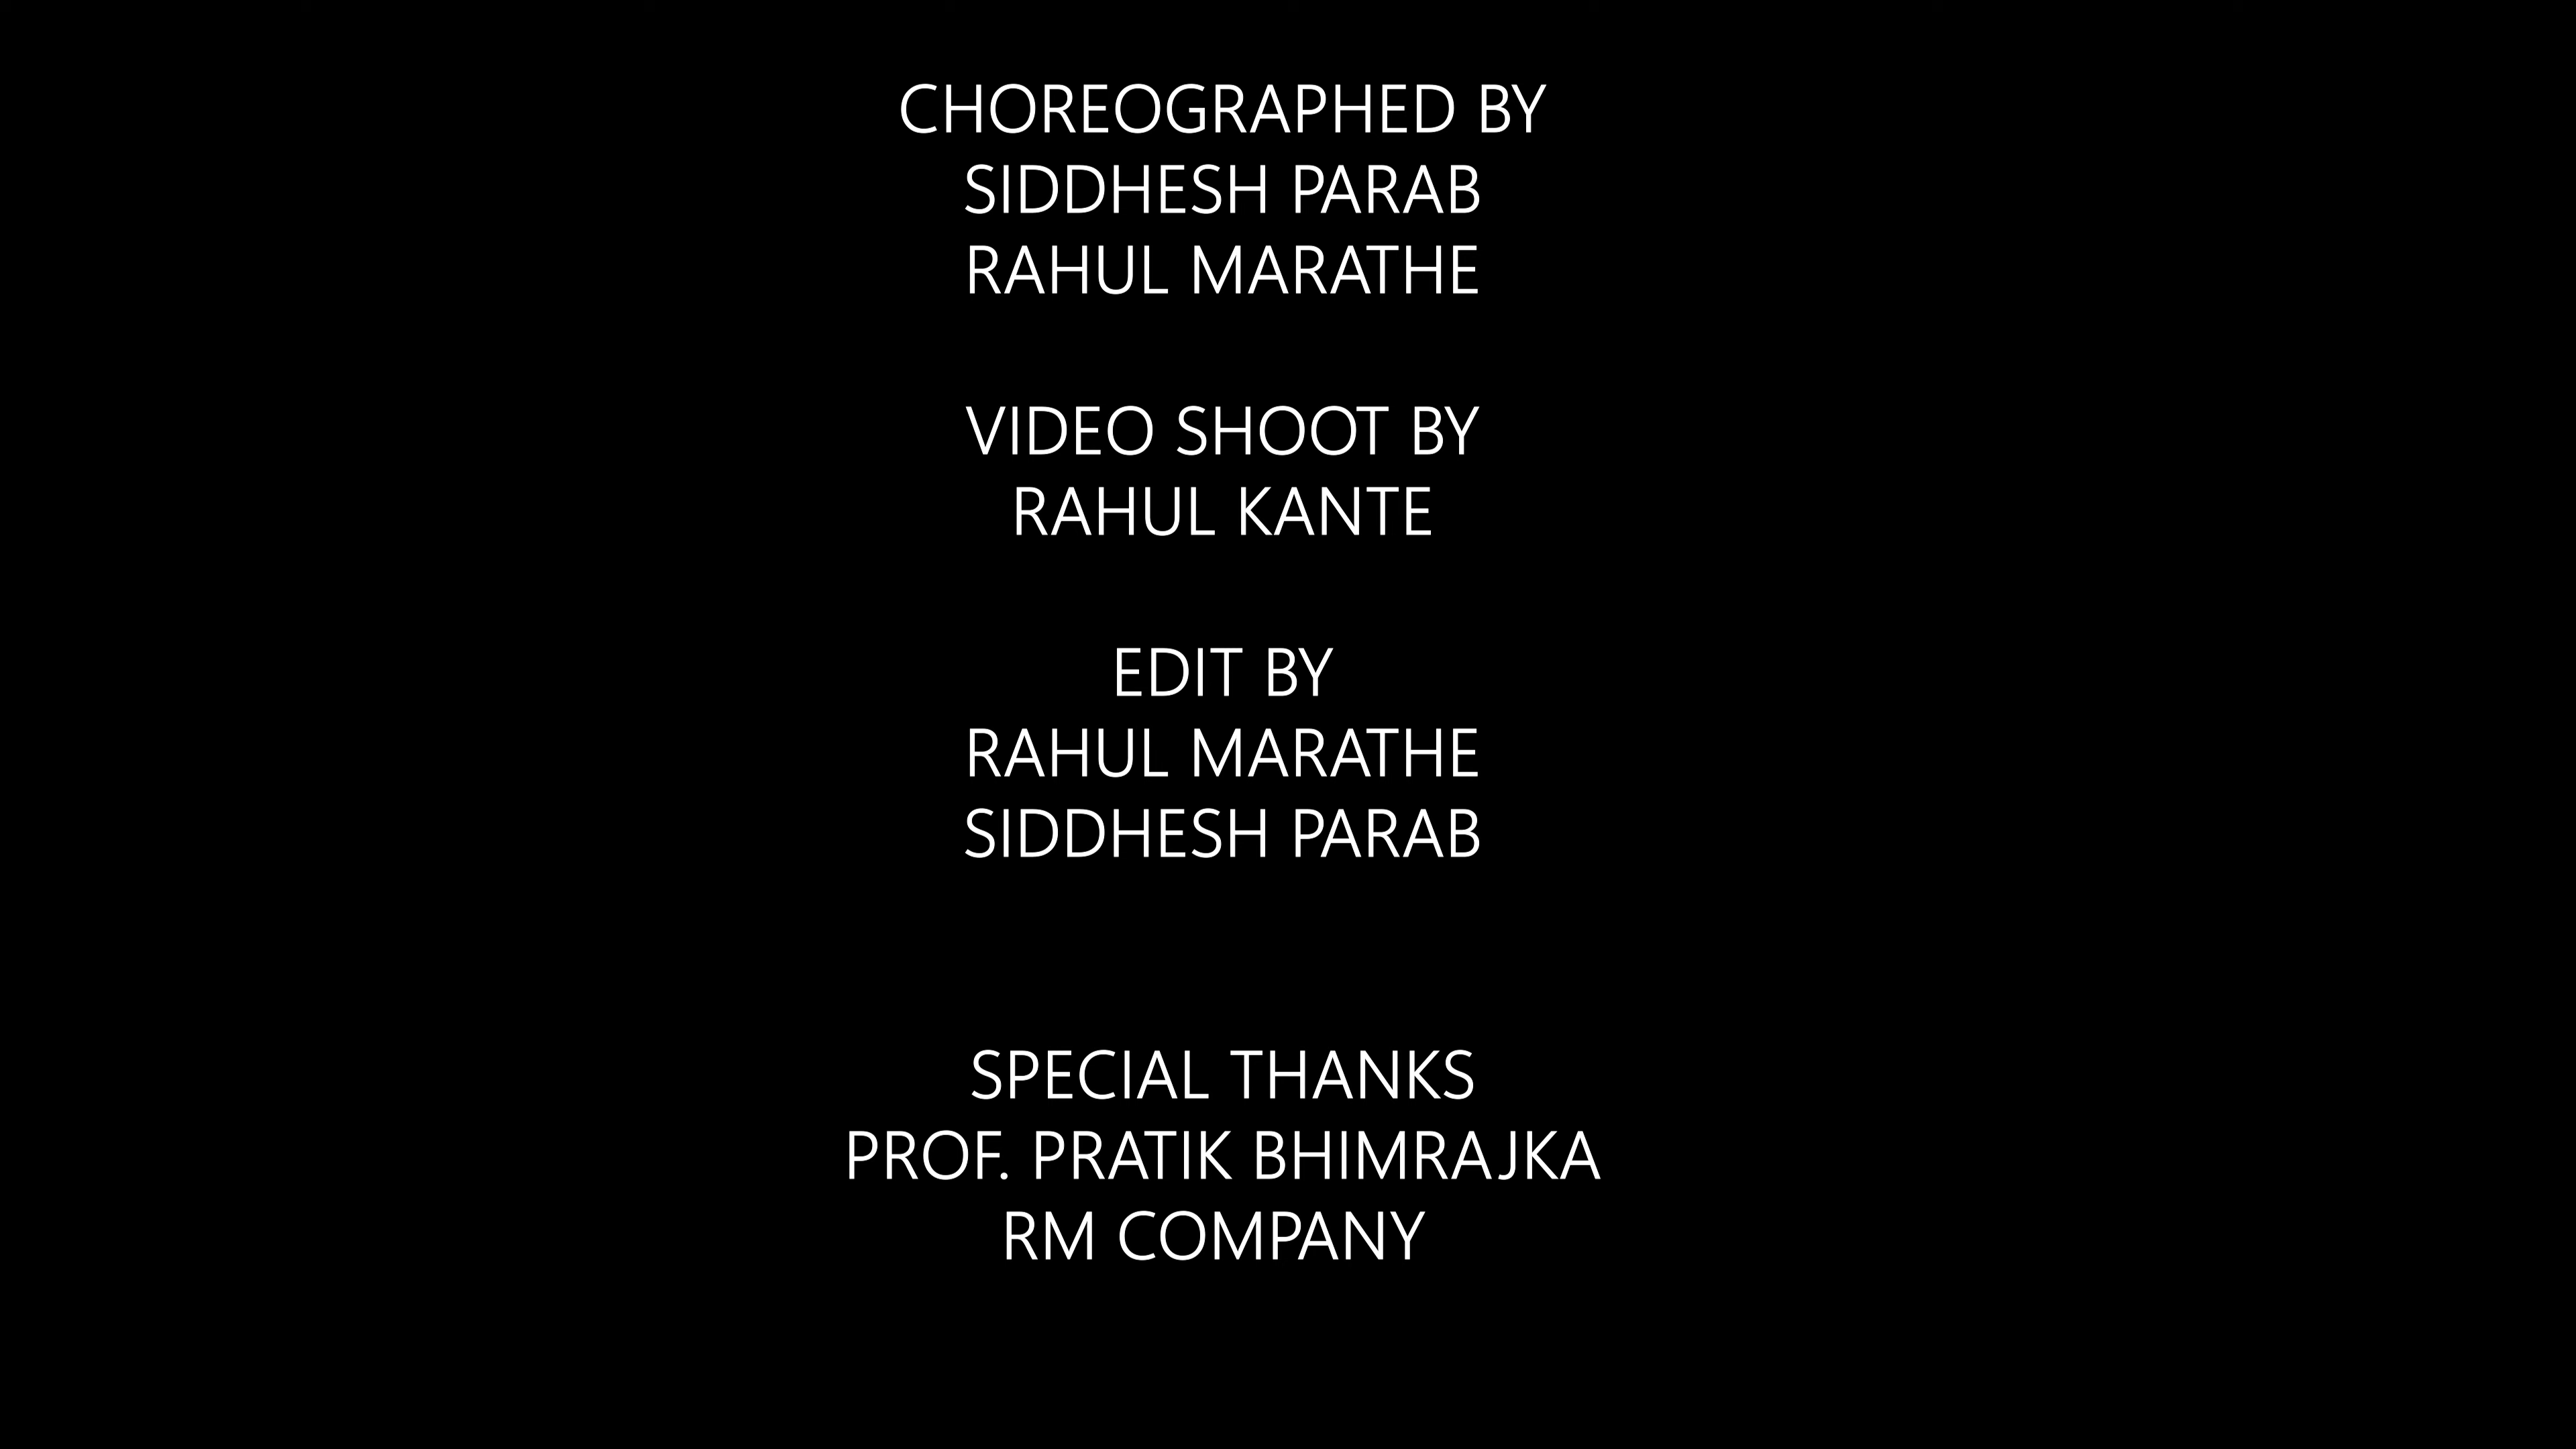 CHOREOGRAPHED BY
SIDDHESH PARAB
RAHUL MARATHE
VIDEO SHOOT BY
RAHUL KANTE
EDIT BY
RAHUL MARATHE
SIDDHESH PARAB
SPECIAL THANKS
PROF. PRATIK BHIMRAJKA
RM COMPANY